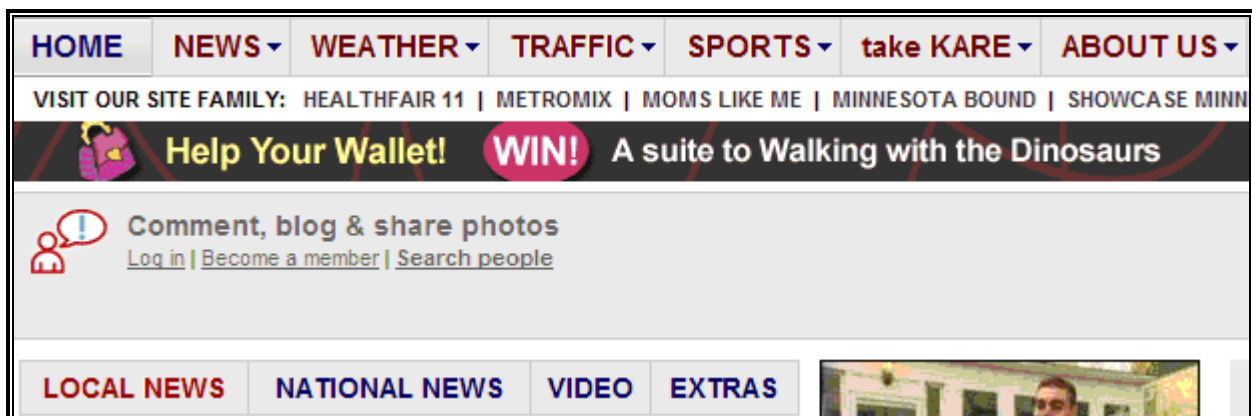 HOME NEWS WEATHER TRAFFIC SPORTS take KARE ABOUT US
VISIT OUR SITE FAMILY: HEALTHFAIR 11 | METROMIX | MOMS LIKE ME | MINNESOTA BOUND | SHOWCASE MINN
Help Your Wallet! WIN! A suite to Walking with the Dinosaurs
Comment, blog & share photos
Log in | Become a member | Search people
LOCAL NEWS NATIONAL NEWS VIDEO EXTRAS